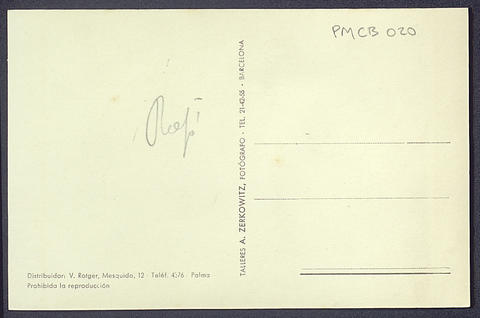 PMCB 020
TALLERES A. ZERKOWITZ, FOTÓGRAFO - TEL. 21-42-55 - BARCELONA
Distribuidor: V. Rotger, Mesquida, 12 - Teléf. 4376 - Palma
Prohibida la reproducción